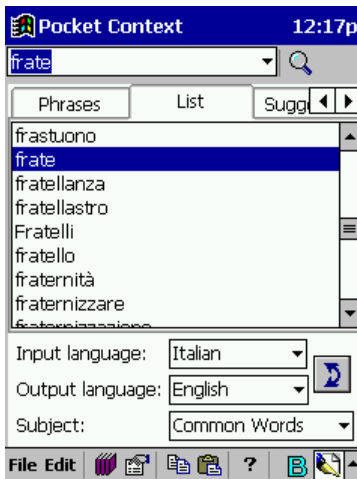 Pocket Context 12:17p
frate
Phrases List Sugg
frastuono
frate
fratellanza
fratellastro
Fratelli
fratello
fraternità
fraternizzare
fraternizzazione
Input language: Italian
Output language: English
Subject: Common Words
File Edit ? B